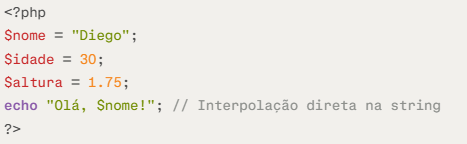 <?php
$nome = "Diego";
$idade = 30;
$altura = 1.75;
echo "Olá, $nome!"; // Interpolação direta na string
?>